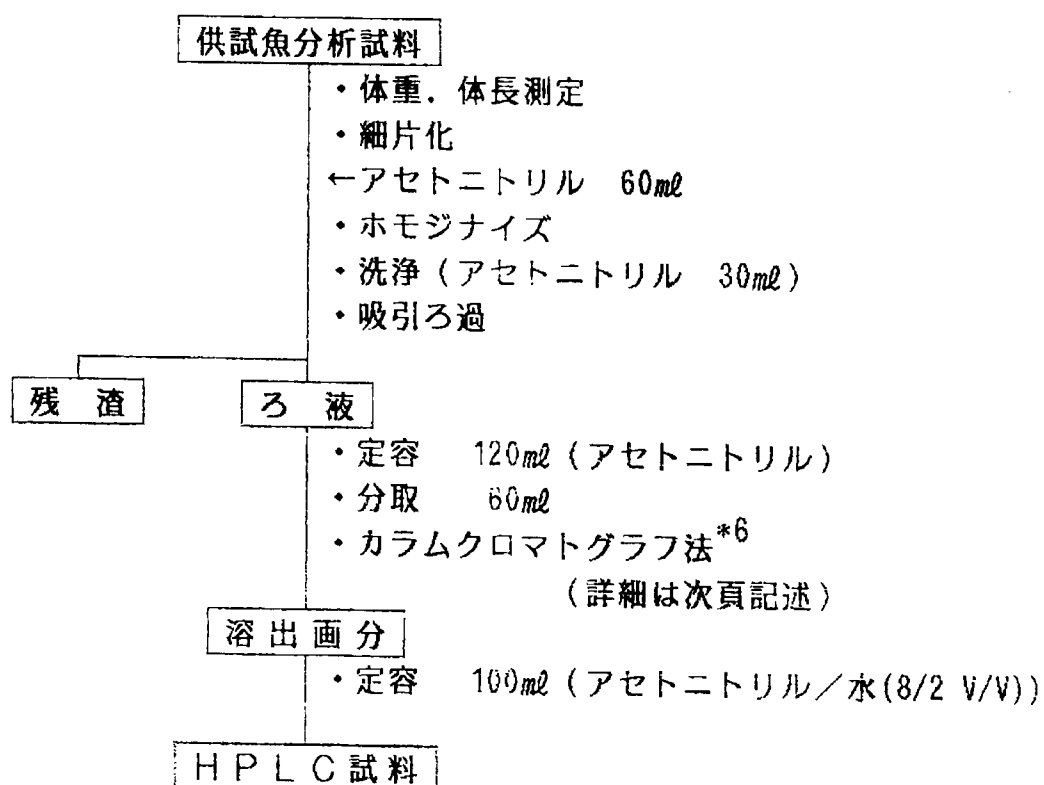 供試魚分析試料
・体重．体長測定
・細片化
←アセトニトリル　60ml
・ホモジナイズ
・洗浄（アセトニトリル　30ml）
・吸引ろ過
残　渣　ろ　液
・定容　120ml（アセトニトリル）
・分取　60ml
・カラムクロマトグラフ法*6
（詳細は次頁記述）
溶出画分
・定容　100ml（アセトニトリル／水(8/2 V/V)）
ＨＰＬＣ試料